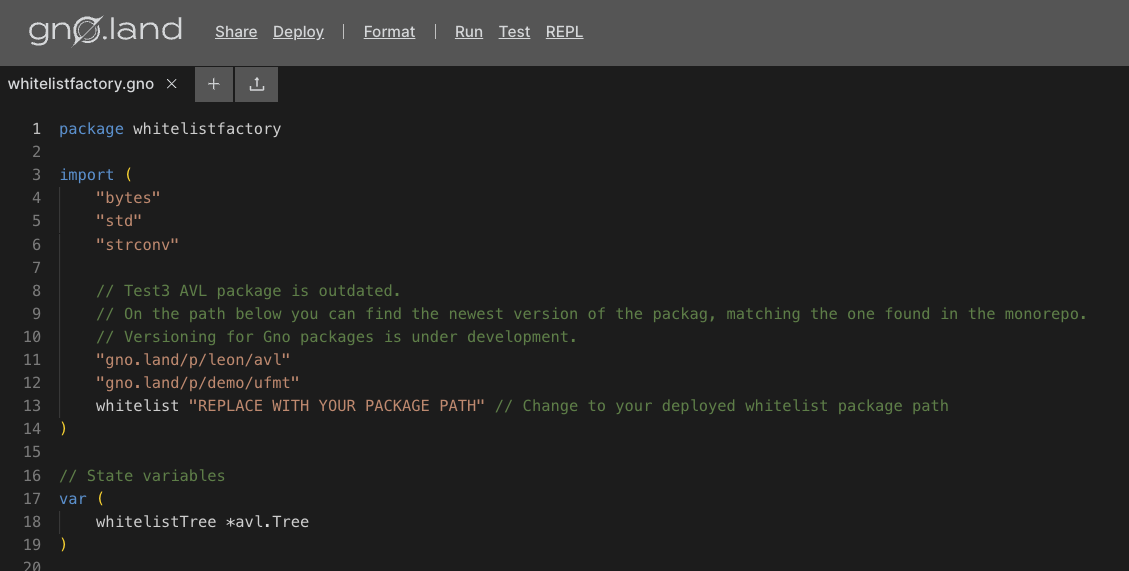 gno.land Share Deploy | Format | Run Test REPL
whitelistfactory.gno × +
1 package whitelistfactory
2
3 import (
4 "bytes"
5 "std"
6 "strconv"
7
8 // Test3 AVL package is outdated.
9 // On the path below you can find the newest version of the packag, matching the one found in the monorepo.
10 // Versioning for Gno packages is under development.
11 "gno.land/p/leon/avl"
12 "gno.land/p/demo/ufmt"
13 whitelist "REPLACE WITH YOUR PACKAGE PATH" // Change to your deployed whitelist package path
14 )
15
16 // State variables
17 var (
18 whitelistTree *avl.Tree
19 )
20